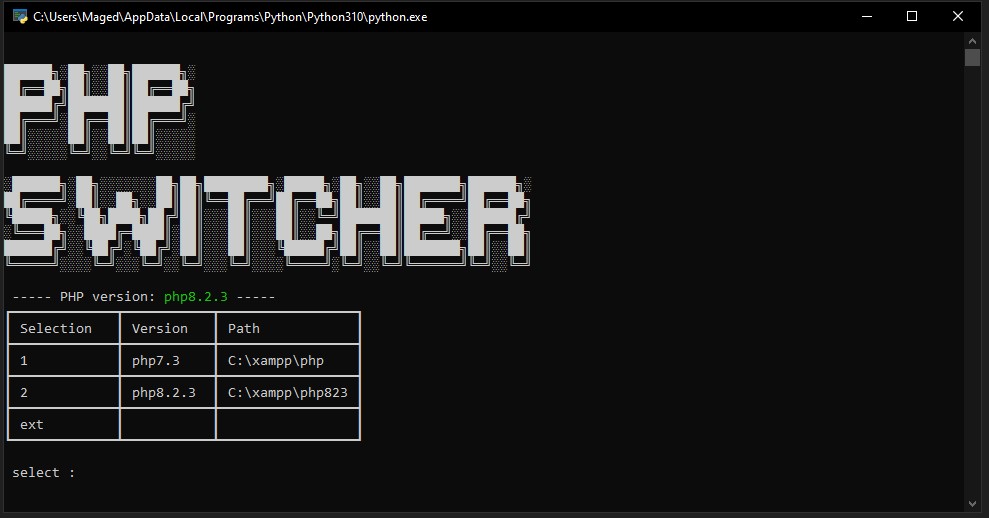 C:\Users\Maged\AppData\Local\Programs\Python\Python310\python.exe
PHP
SWITCHER
----- PHP version: php8.2.3 -----
Selection Version Path
1 php7.3 C:\xampp\php
2 php8.2.3 C:\xampp\php823
ext
select :